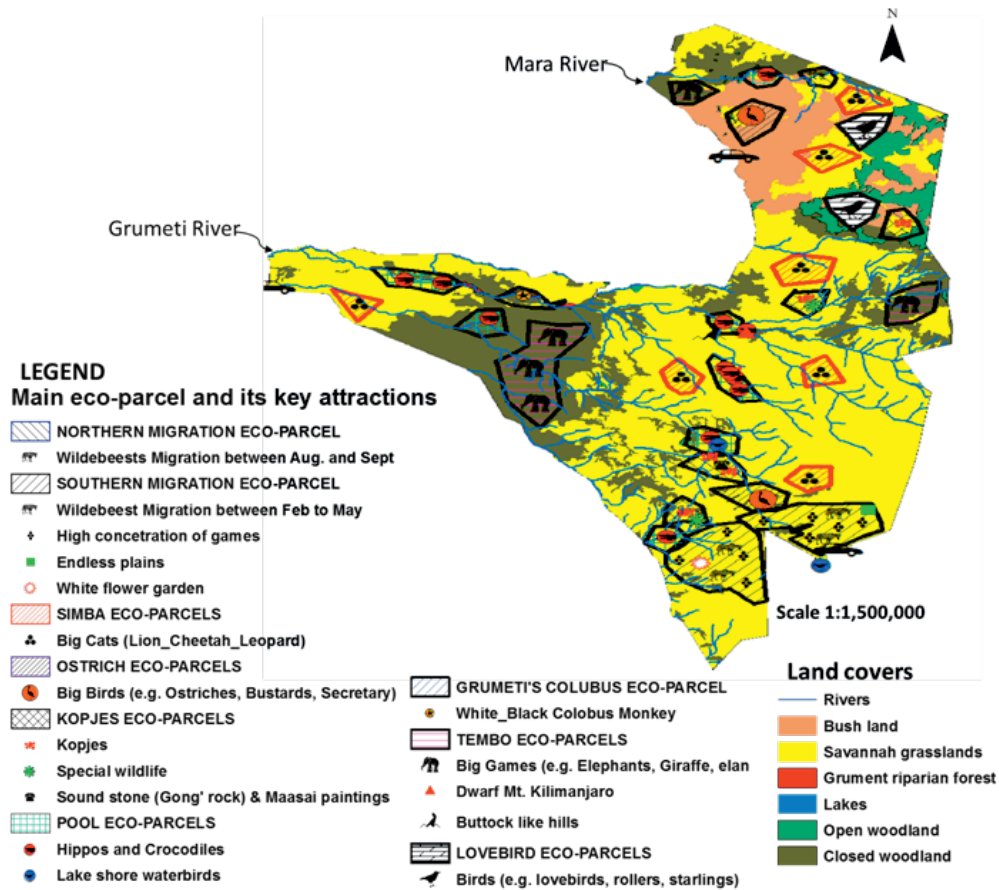 N
Mara River
Grumeti River
Scale 1:1,500,000
LEGEND
Main eco-parcel and its key attractions
NORTHERN MIGRATION ECO-PARCEL
Wildebeests Migration between Aug. and Sept
SOUTHERN MIGRATION ECO-PARCEL
Wildebeest Migration between Feb to May
High concetration of games
Endless plains
White flower garden
SIMBA ECO-PARCELS
Big Cats (Lion_Cheetah_Leopard)
OSTRICH ECO-PARCELS
Big Birds (e.g. Ostriches, Bustards, Secretary)
KOPJES ECO-PARCELS
Kopjes
Special wildlife
Sound stone (Gong' rock) & Maasai paintings
POOL ECO-PARCELS
Hippos and Crocodiles
Lake shore waterbirds
GRUMETI'S COLUBUS ECO-PARCEL
White_Black Colobus Monkey
TEMBO ECO-PARCELS
Big Games (e.g. Elephants, Giraffe, elan
Dwarf Mt. Kilimanjaro
Buttock like hills
LOVEBIRD ECO-PARCELS
Birds (e.g. lovebirds, rollers, starlings)
Land covers
Rivers
Bush land
Savannah grasslands
Grument riparian forest
Lakes
Open woodland
Closed woodland